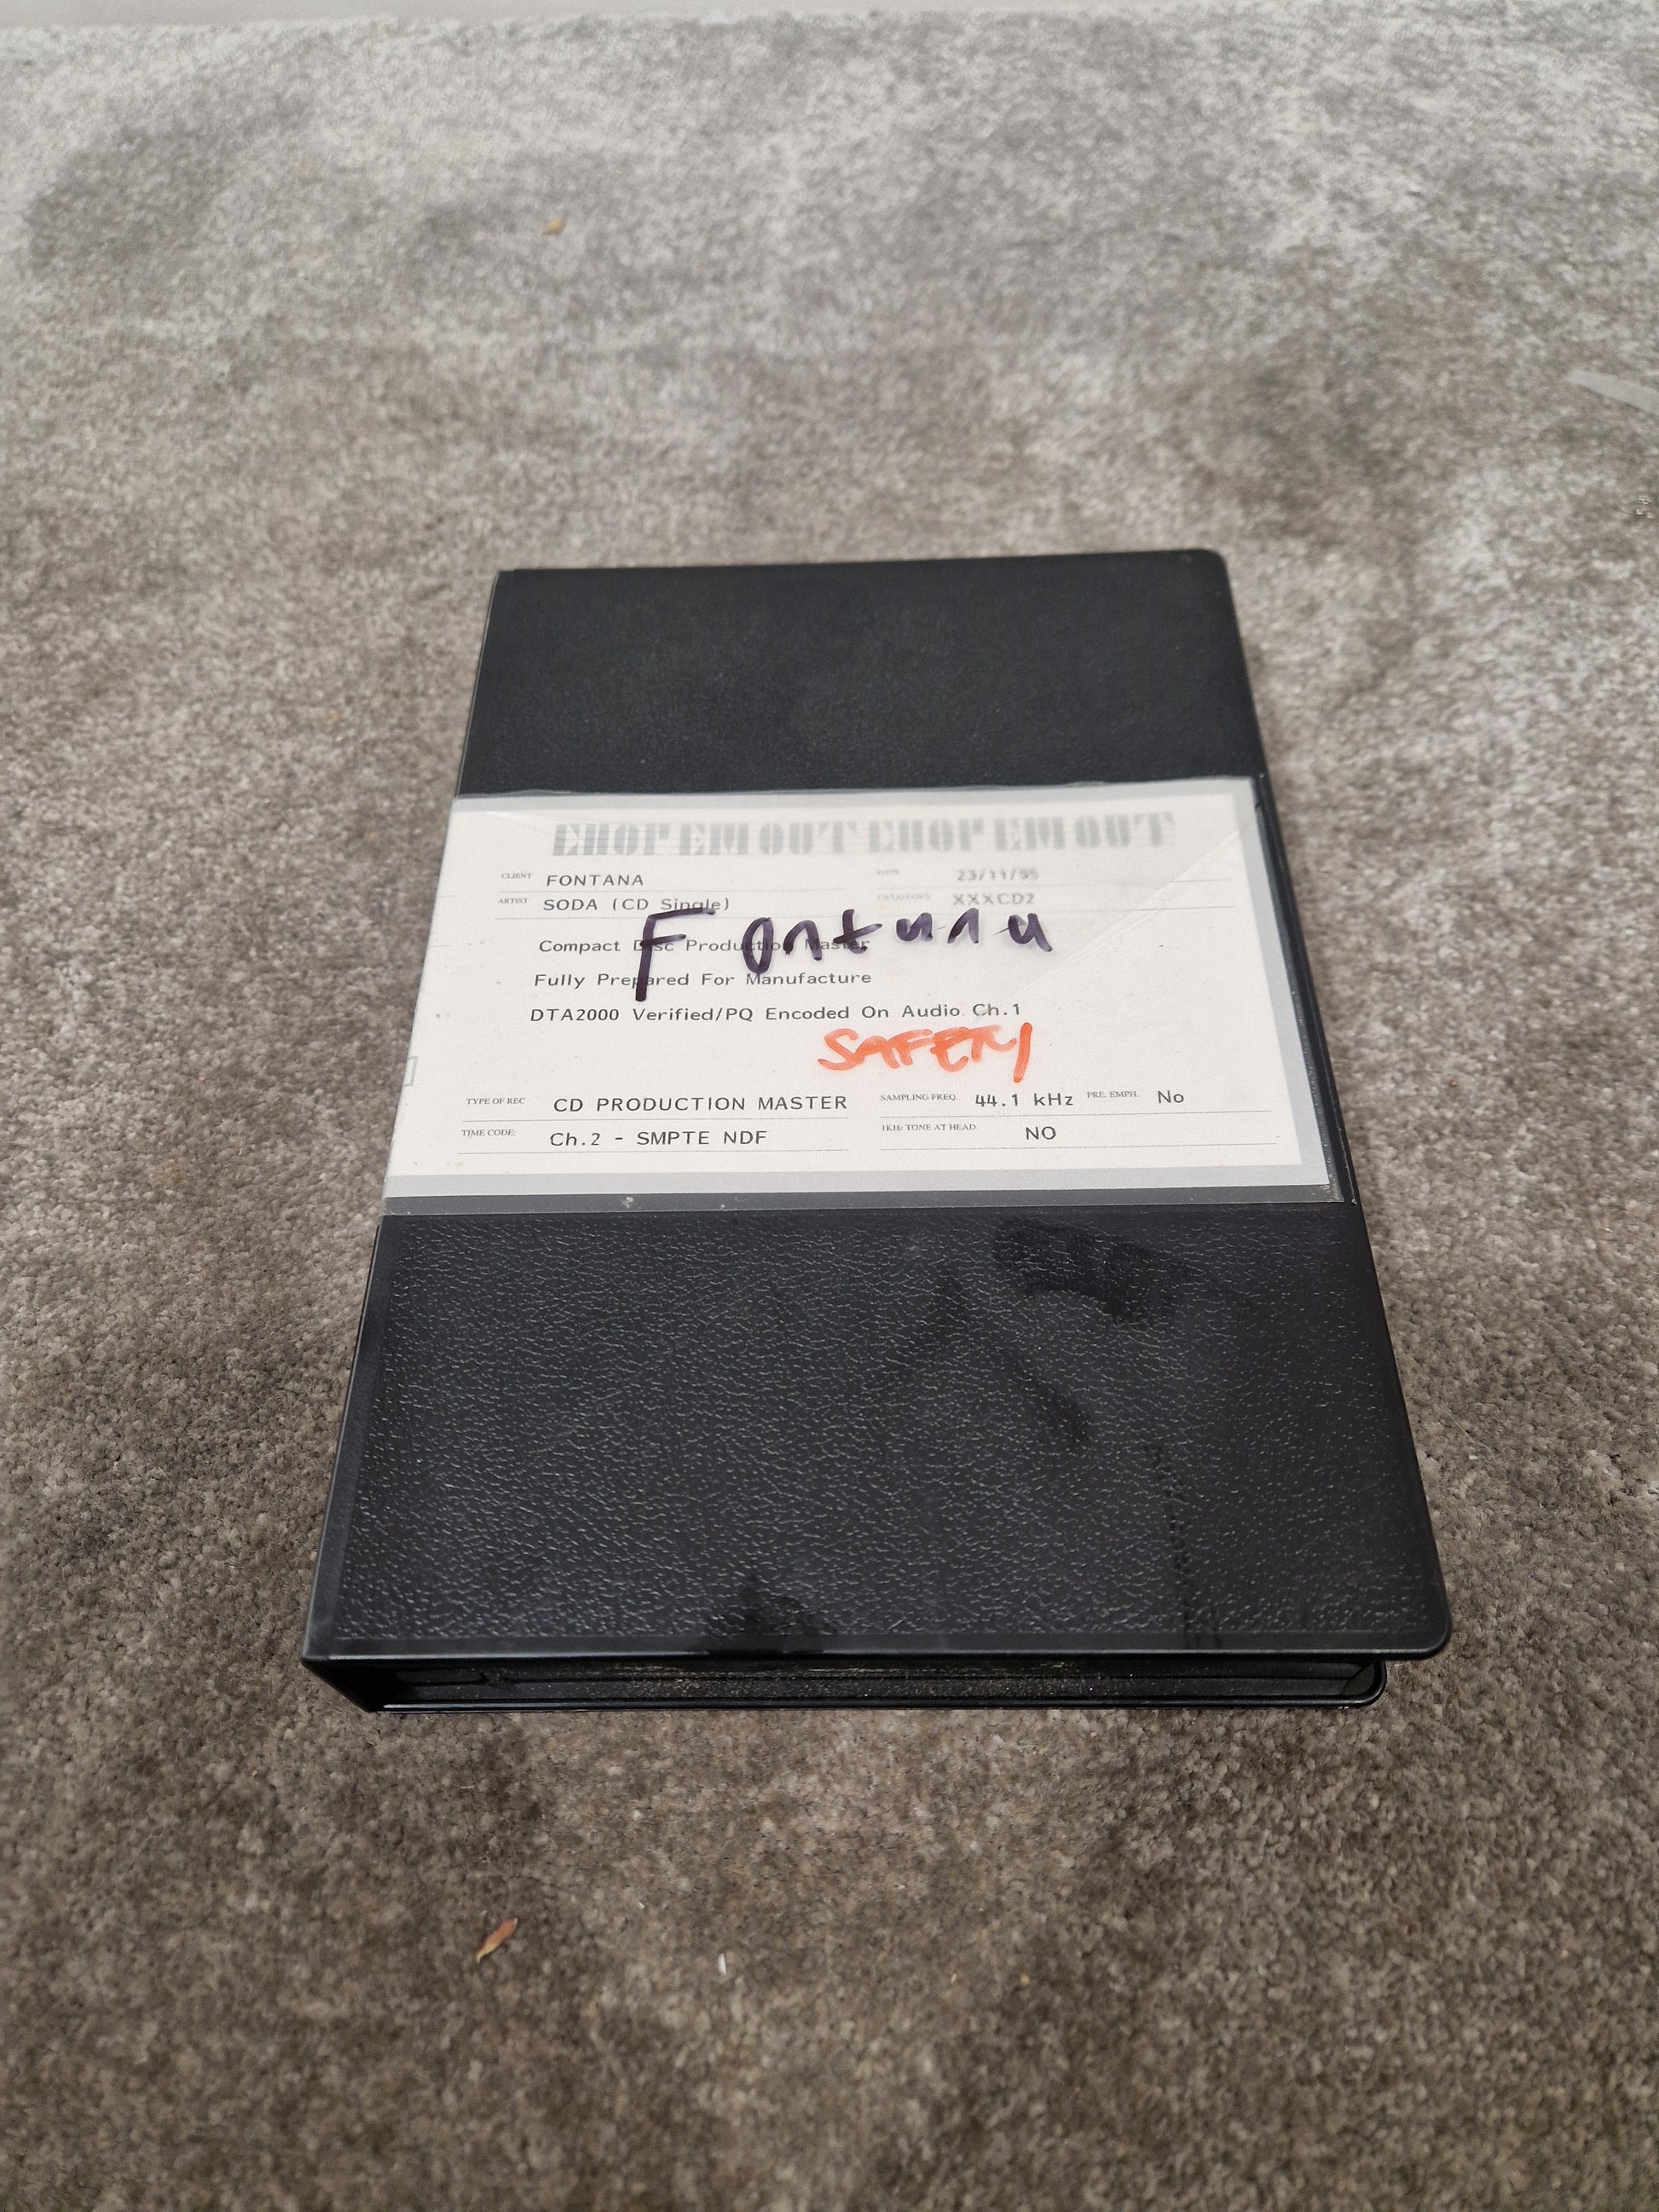 CHOP EM OUT CHOP EM OUT
CLIENT FONTANA DATE 23/11/95
ARTIST SODA (CD Single) CATALOGUE XXXCD2
Fontana
Compact Disc Production Master
Fully Prepared For Manufacture
DTA2000 Verified/PQ Encoded On Audio Ch.1
SAFETY
TYPE OF REC CD PRODUCTION MASTER SAMPLING FREQ. 44.1 kHz PRE. EMPH. No
TIME CODE: Ch.2 - SMPTE NDF 1KHz TONE AT HEAD. NO